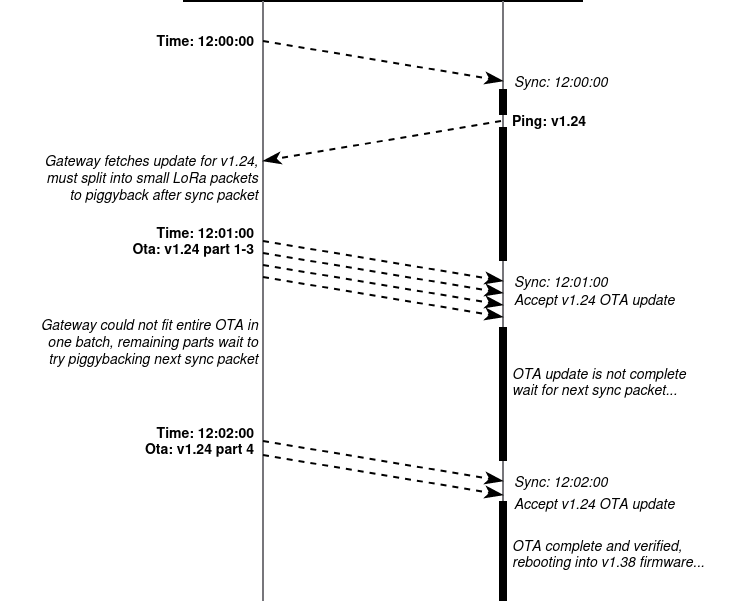 Time: 12:00:00
Sync: 12:00:00
Ping: v1.24
Gateway fetches update for v1.24,
must split into small LoRa packets
to piggyback after sync packet
Time: 12:01:00
Ota: v1.24 part 1-3
Sync: 12:01:00
Accept v1.24 OTA update
Gateway could not fit entire OTA in
one batch, remaining parts wait to
try piggybacking next sync packet
OTA update is not complete
wait for next sync packet...
Time: 12:02:00
Ota: v1.24 part 4
Sync: 12:02:00
Accept v1.24 OTA update
OTA complete and verified,
rebooting into v1.38 firmware...